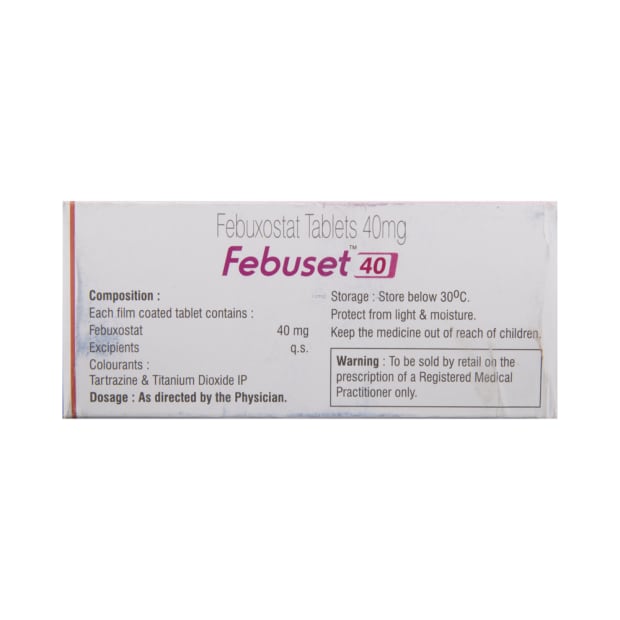 Febuxostat Tablets 40mg
Febuset™ 40
Composition :
Each film coated tablet contains :
Febuxostat 40 mg
Excipients q.s.
Colourants :
Tartrazine & Titanium Dioxide IP
Dosage : As directed by the Physician.
Storage : Store below 30⁰C.
Protect from light & moisture.
Keep the medicine out of reach of children.
Warning : To be sold by retail on the
prescription of a Registered Medical
Practitioner only.